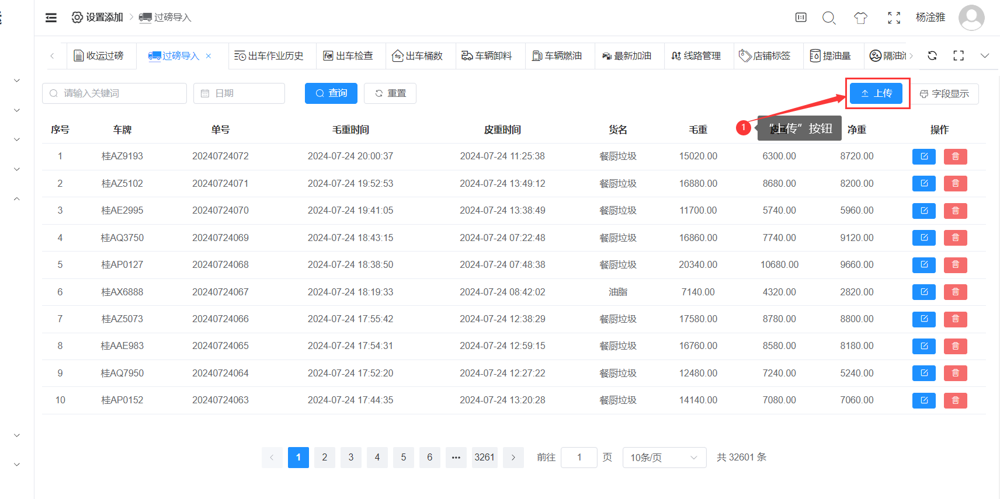 设置添加 > 过磅导入 杨淦雅
收运过磅 过磅导入 × 出车作业历史 出车检查 出车桶数 车辆卸料 车辆燃油 最新加油 线路管理 店铺标签 提油量
请输入关键词 日期 查询 重置 上传 字段显示
1 “上传”按钮
序号 车牌 单号 毛重时间 皮重时间 货名 毛重 净重 操作
1 桂AZ9193 20240724072 2024-07-24 20:00:37 2024-07-24 11:25:38 餐厨垃圾 15020.00 6300.00 8720.00
2 桂AZ5102 20240724071 2024-07-24 19:52:53 2024-07-24 13:49:12 餐厨垃圾 16880.00 8680.00 8200.00
3 桂AE2995 20240724070 2024-07-24 19:41:05 2024-07-24 13:38:49 餐厨垃圾 11700.00 5740.00 5960.00
4 桂AQ3750 20240724069 2024-07-24 18:43:15 2024-07-24 07:22:48 餐厨垃圾 16860.00 7740.00 9120.00
5 桂AP0127 20240724068 2024-07-24 18:38:50 2024-07-24 07:48:38 餐厨垃圾 20340.00 10680.00 9660.00
6 桂AX6888 20240724067 2024-07-24 18:19:33 2024-07-24 08:42:02 油脂 7140.00 4320.00 2820.00
7 桂AZ5073 20240724066 2024-07-24 17:55:42 2024-07-24 12:38:29 餐厨垃圾 17580.00 8780.00 8800.00
8 桂AAE983 20240724065 2024-07-24 17:54:31 2024-07-24 12:59:15 餐厨垃圾 16760.00 8580.00 8180.00
9 桂AQ7950 20240724064 2024-07-24 17:52:20 2024-07-24 12:27:22 餐厨垃圾 12480.00 7240.00 5240.00
10 桂AP0152 20240724063 2024-07-24 17:44:35 2024-07-24 13:20:28 餐厨垃圾 14140.00 7080.00 7060.00
1 2 3 4 5 6 ••• 3261 前往 1 页 10条/页 共 32601 条